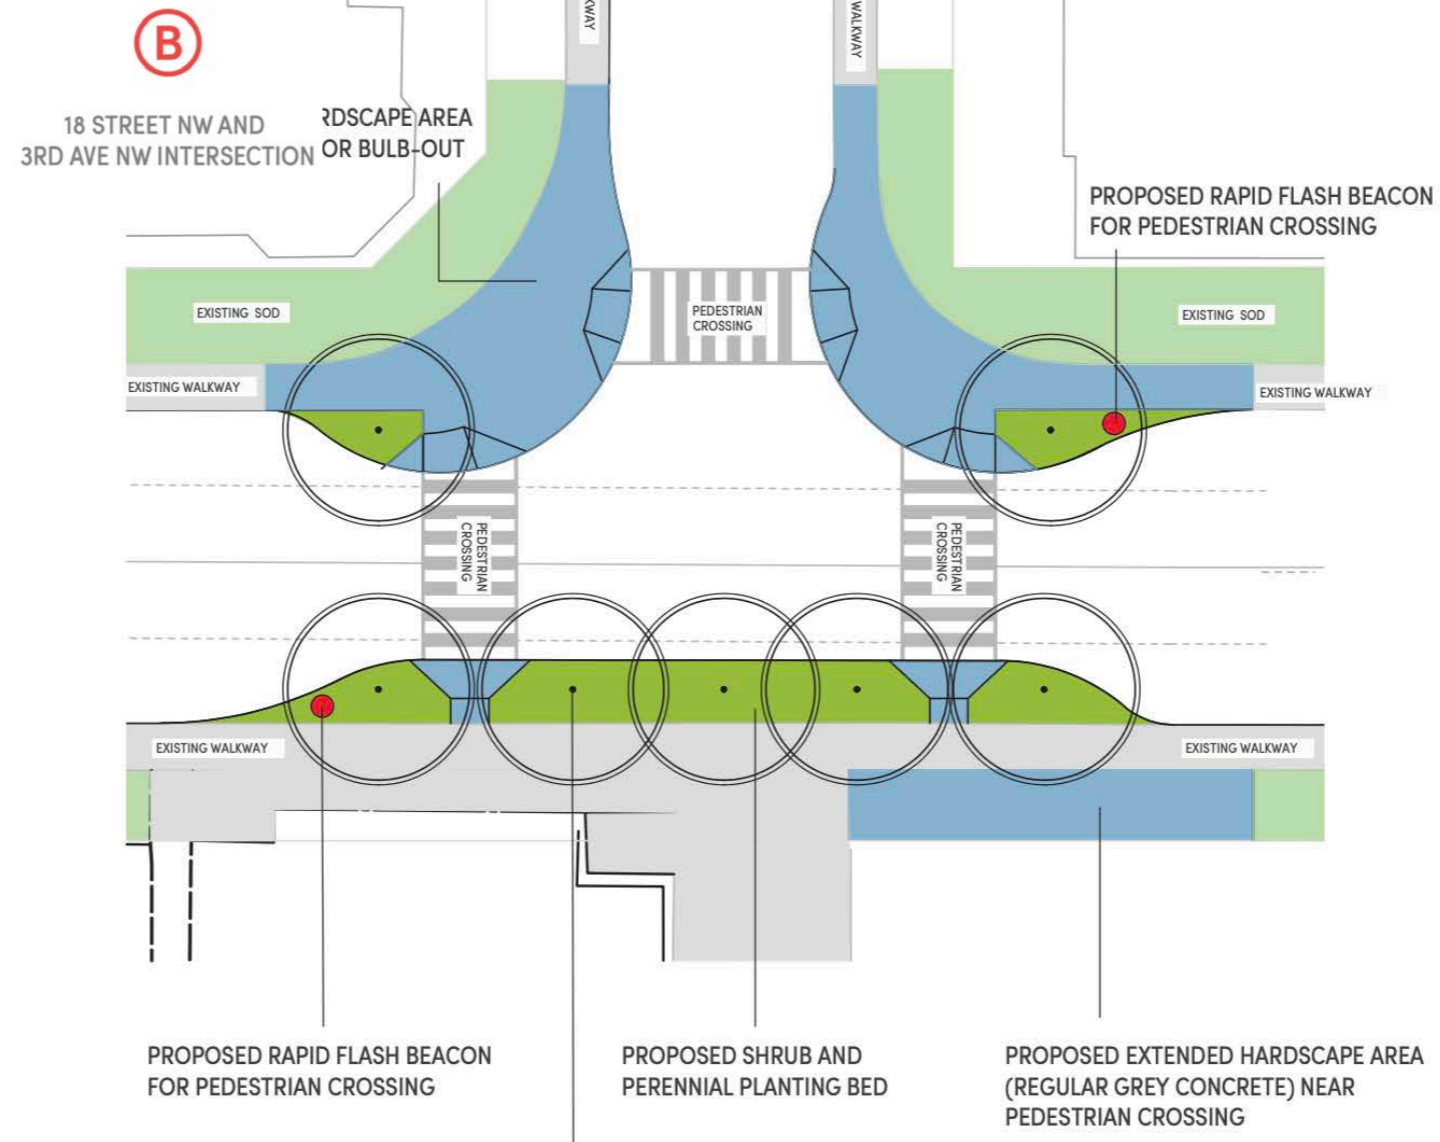 B
18 STREET NW AND
3RD AVE NW INTERSECTION
RDSCAPE AREA
OR BULB-OUT
KWAY
WALKWAY
PROPOSED RAPID FLASH BEACON
FOR PEDESTRIAN CROSSING
EXISTING SOD
PEDESTRIAN
CROSSING
EXISTING SOD
EXISTING WALKWAY
EXISTING WALKWAY
PEDESTRIAN
CROSSING
PEDESTRIAN
CROSSING
EXISTING WALKWAY
EXISTING WALKWAY
PROPOSED RAPID FLASH BEACON
FOR PEDESTRIAN CROSSING
PROPOSED SHRUB AND
PERENNIAL PLANTING BED
PROPOSED EXTENDED HARDSCAPE AREA
(REGULAR GREY CONCRETE) NEAR
PEDESTRIAN CROSSING